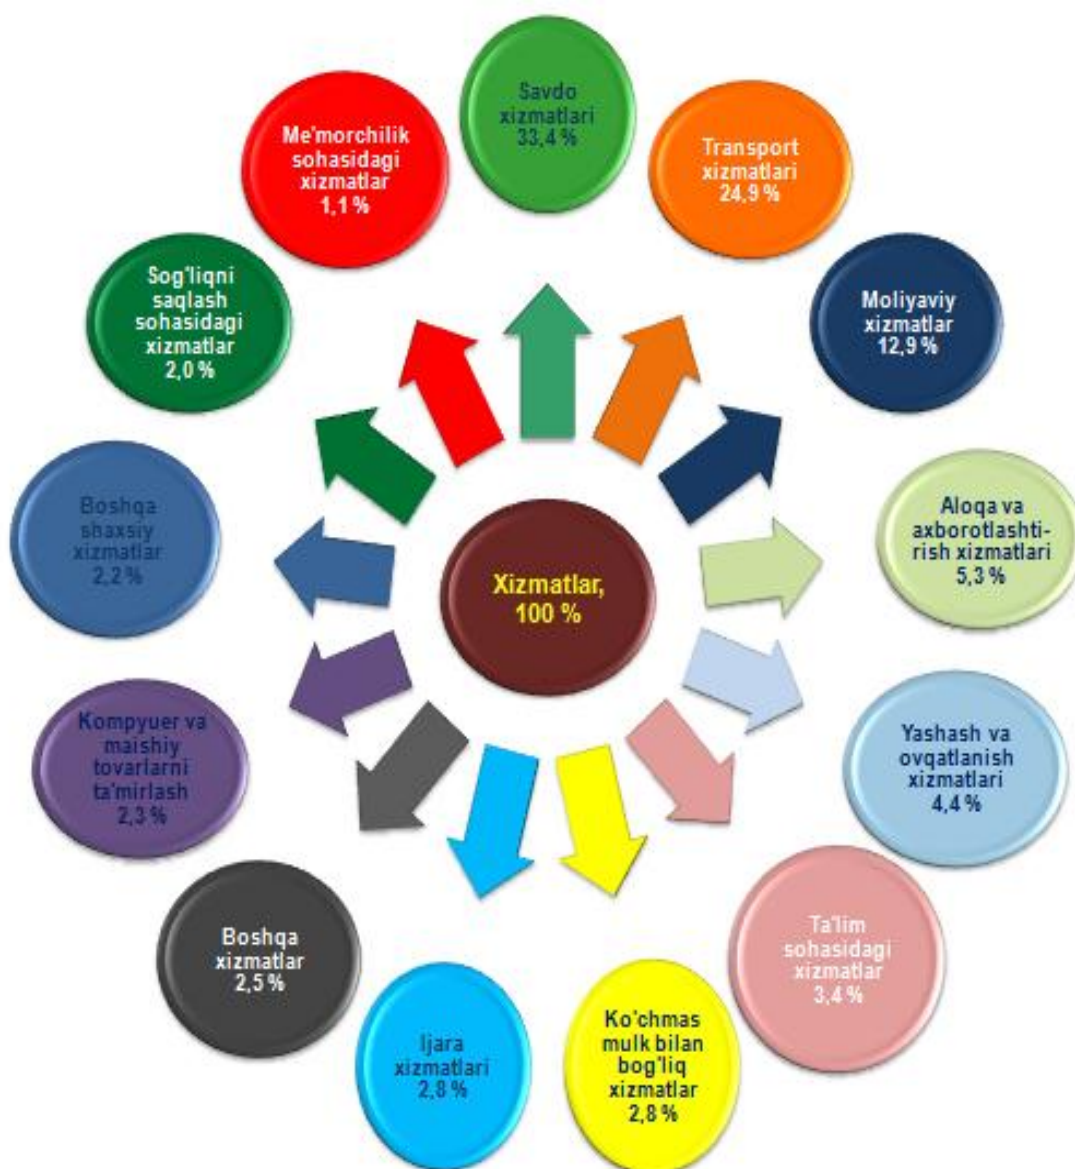 Savdo
xizmatlari
33,4 %
Transport
xizmatlari
24,9 %
Moliyaviy
xizmatlar
12,9 %
Aloqa va
axborotlashti-
rish xizmatlari
5,3 %
Yashash va
ovqatlanish
xizmatlari
4,4 %
Ta'lim
sohasidagi
xizmatlar
3,4 %
Ko'chmas
mulk bilan
bog'liq
xizmatlar
2,8 %
Ijara
xizmatlari
2,8 %
Boshqa
xizmatlar
2,5 %
Kompyuer va
maishiy
tovarlarni
ta'mirlash
2,3 %
Boshqa
shaxsiy
xizmatlar
2,2 %
Sog'liqni
saqlash
sohasidagi
xizmatlar
2,0 %
Me'morchilik
sohasidagi
xizmatlar
1,1 %
Xizmatlar,
100 %